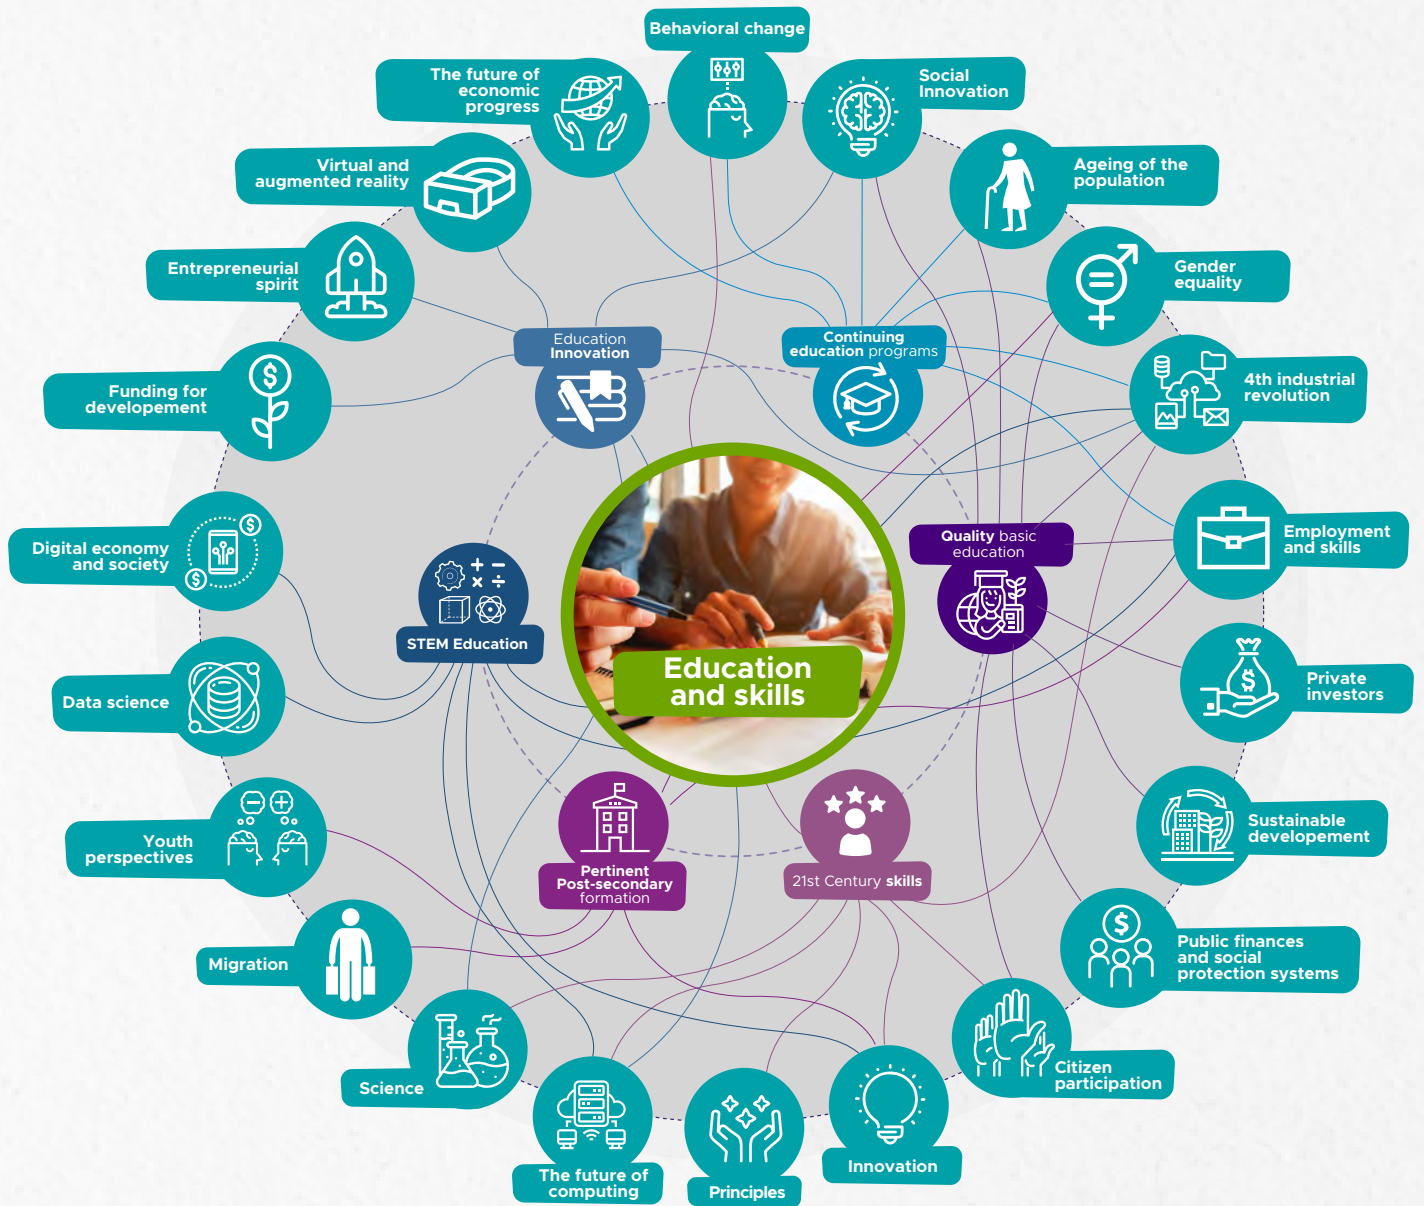 Behavioral change
The future of
economic
progress
Social
Innovation
Virtual and
augmented reality
Ageing of the
population
Entrepreneurial
spirit
Gender
equality
Education
Innovation
Continuing
education programs
Funding for
developement
4th industrial
revolution
Digital economy
and society
Quality basic
education
Employment
and skills
STEM Education
Education
and skills
Data science
Private
investors
Youth
perspectives
Sustainable
developement
Pertinent
Post-secondary
formation
21st Century skills
Migration
Public finances
and social
protection systems
Science
Citizen
participation
The future of
computing
Principles
Innovation